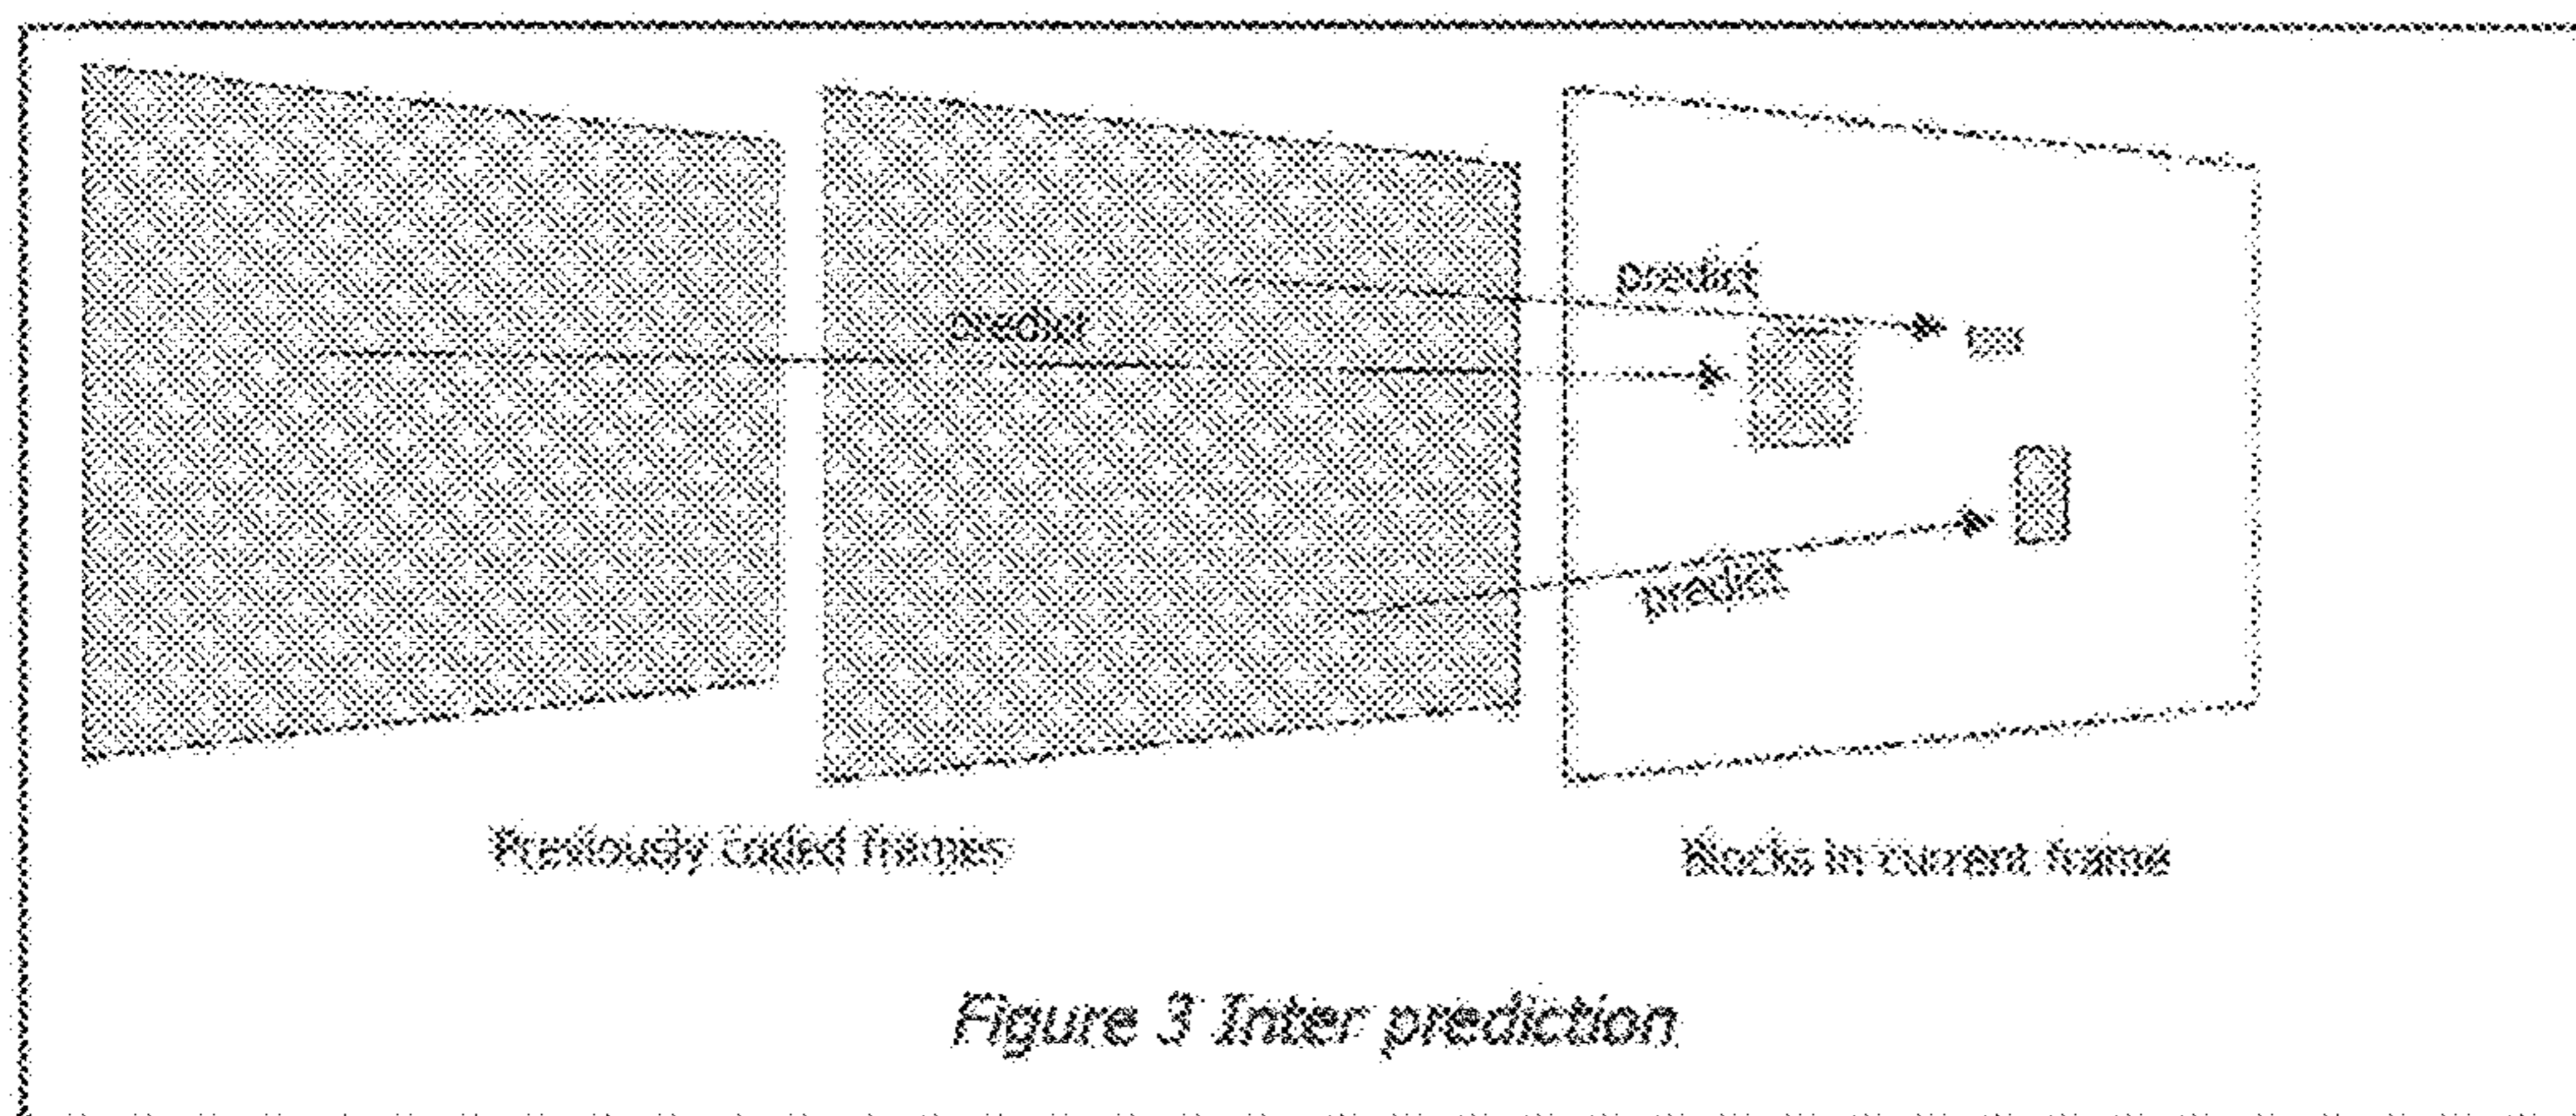 predict
predict
predict
Previously coded frames
Blocks in current frame
Figure 3 Inter prediction